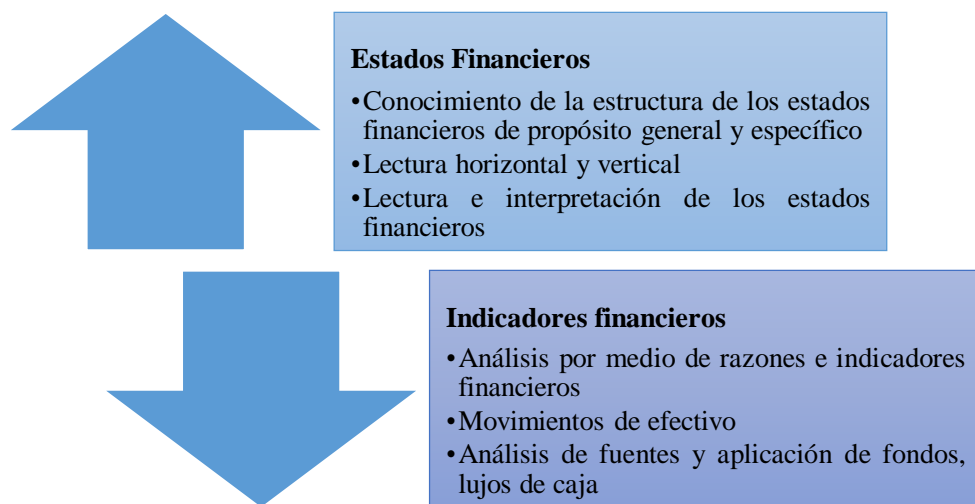 Estados Financieros
•Conocimiento de la estructura de los estados
financieros de propósito general y específico
•Lectura horizontal y vertical
•Lectura e interpretación de los estados
financieros
Indicadores financieros
•Análisis por medio de razones e indicadores
financieros
•Movimientos de efectivo
•Análisis de fuentes y aplicación de fondos,
lujos de caja